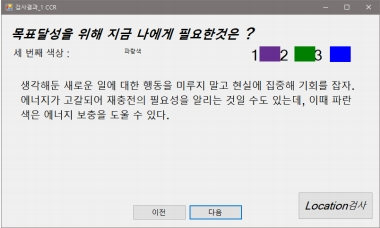 검사결과_1 CCR
목표달성을 위해 지금 나에게 필요한것은 ?
세 번째 색상 : 파랑색 1 2 3
생각해둔 새로운 일에 대한 행동을 미루지 말고 현실에 집중해 기회를 잡자.
에너지가 고갈되어 재충전의 필요성을 알리는 것일 수도 있는데, 이때 파란
색은 에너지 보충을 도울 수 있다.
이전 다음 Location검사